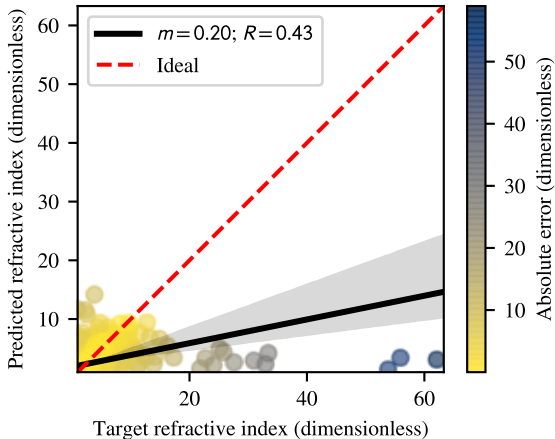 m = 0.20; R = 0.43
Ideal
Predicted refractive index (dimensionless)
60
50
40
30
20
10
20
40
60
Target refractive index (dimensionless)
50
40
30
20
10
Absolute error (dimensionless)